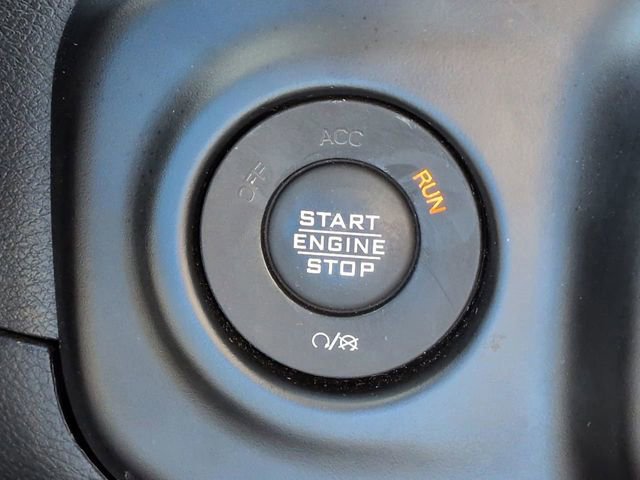 OFF
ACC
RUN
START
ENGINE
STOP